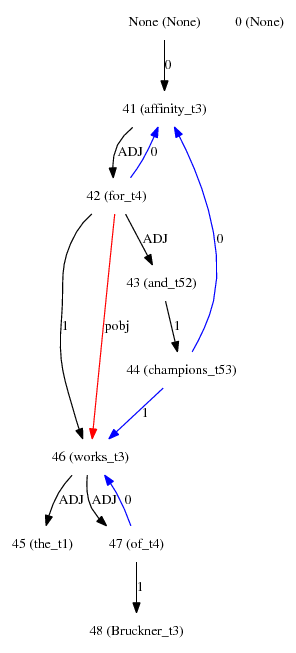 None (None) 0 (None)
0
41 (affinity_t3)
ADJ 0
42 (for_t4)
ADJ 0
43 (and_t52)
1 pobj 1
44 (champions_t53)
1
46 (works_t3)
ADJ ADJ 0
45 (the_t1) 47 (of_t4)
1
48 (Bruckner_t3)